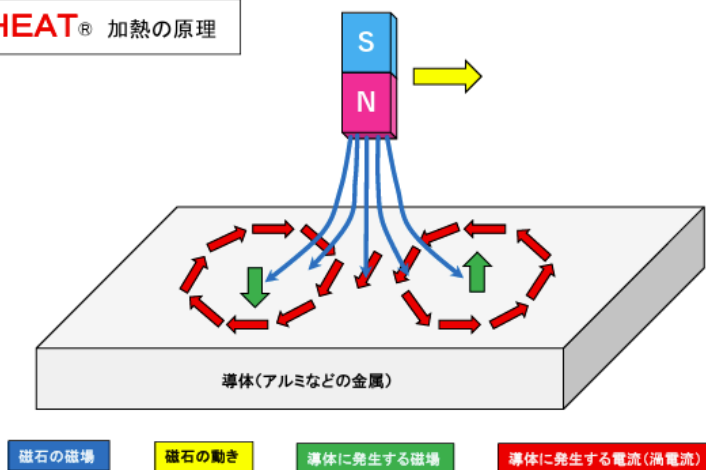 HEAT® 加熱の原理
S
N
導体(アルミなどの金属)
磁石の磁場
磁石の動き
導体に発生する磁場
導体に発生する電流(渦電流)